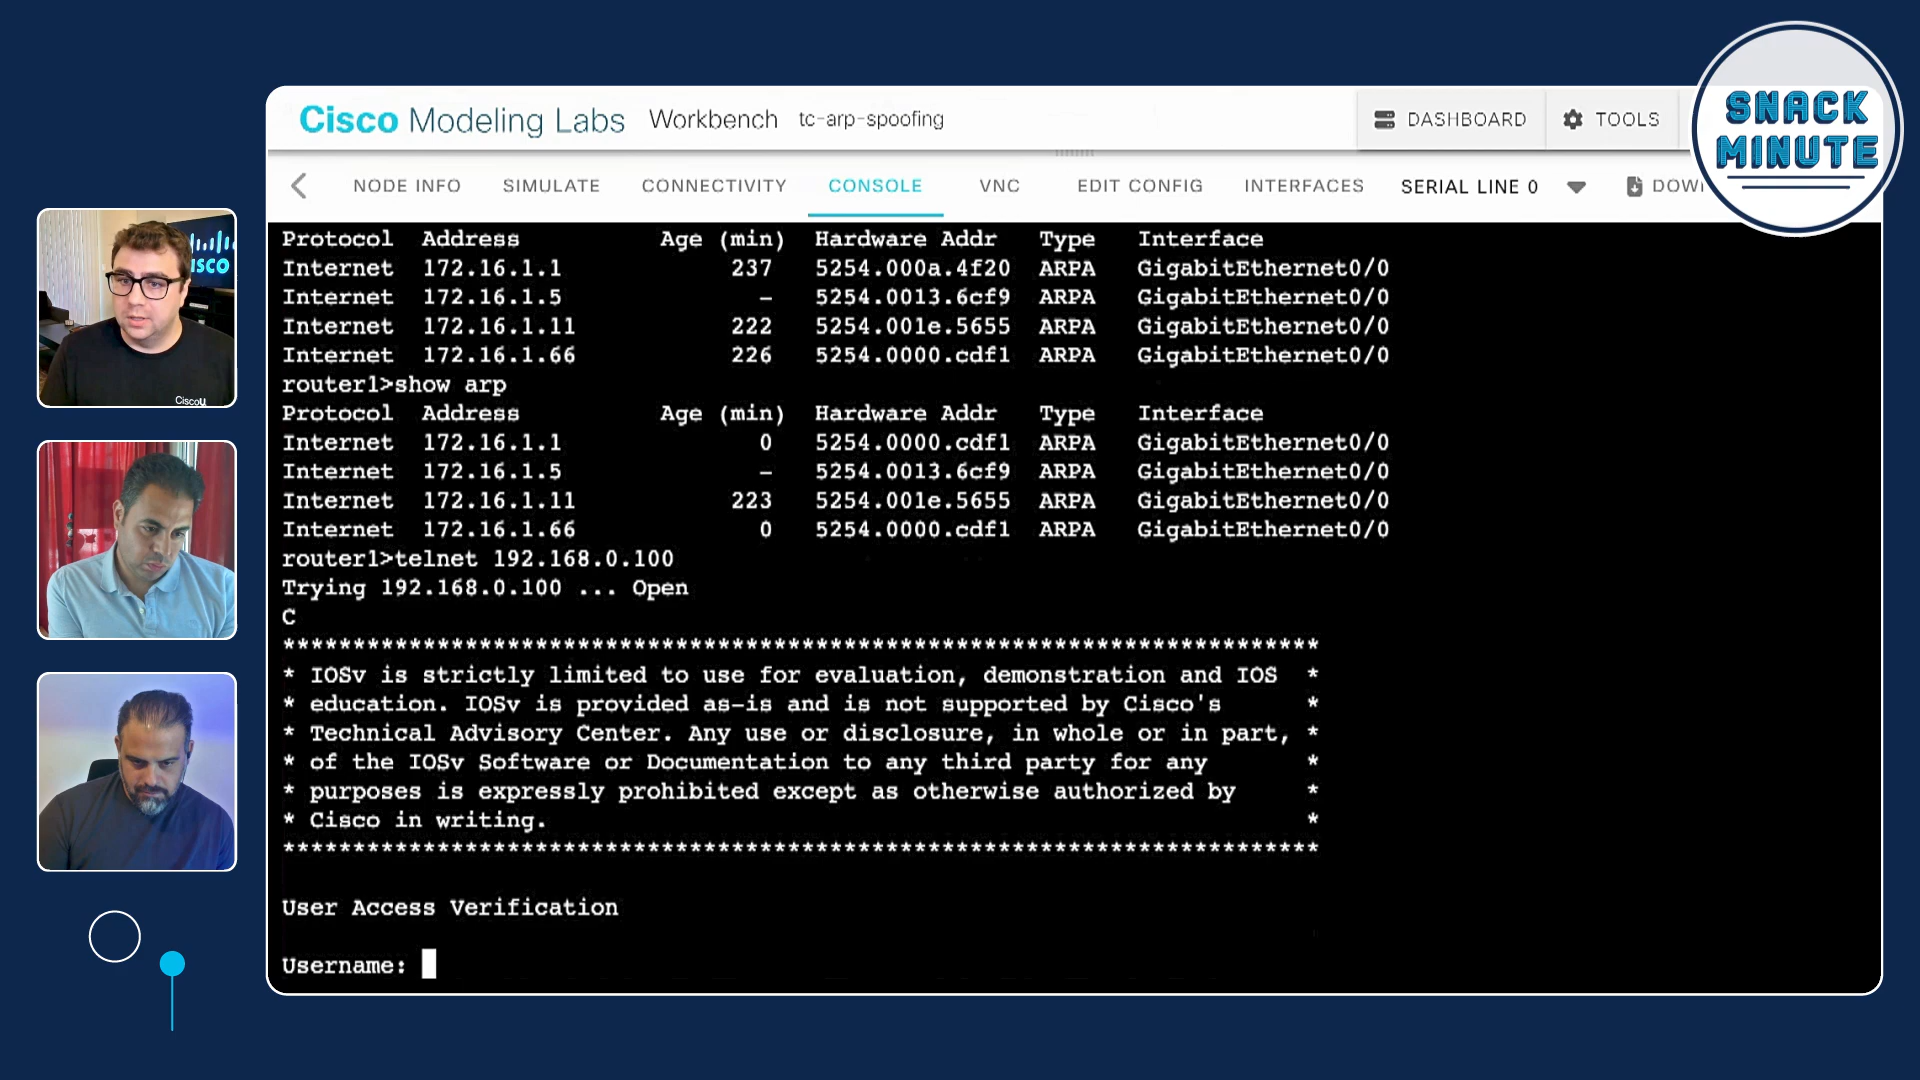 Cisco Modeling Labs Workbench tc-arp-spoofing
DASHBOARD
TOOLS
SNACK
MINUTE
NODE INFO
SIMULATE
CONNECTIVITY
CONSOLE
VNC
EDIT CONFIG
INTERFACES
SERIAL LINE 0
Protocol Address Age (min) Hardware Addr Type Interface
Internet 172.16.1.1 237 5254.000a.4f20 ARPA GigabitEthernet0/0
Internet 172.16.1.5 - 5254.0013.6cf9 ARPA GigabitEthernet0/0
Internet 172.16.1.11 222 5254.001e.5655 ARPA GigabitEthernet0/0
Internet 172.16.1.66 226 5254.0000.cdf1 ARPA GigabitEthernet0/0
router1>show arp
Protocol Address Age (min) Hardware Addr Type Interface
Internet 172.16.1.1 0 5254.0000.cdf1 ARPA GigabitEthernet0/0
Internet 172.16.1.5 - 5254.0013.6cf9 ARPA GigabitEthernet0/0
Internet 172.16.1.11 223 5254.001e.5655 ARPA GigabitEthernet0/0
Internet 172.16.1.66 0 5254.0000.cdf1 ARPA GigabitEthernet0/0
router1>telnet 192.168.0.100
Trying 192.168.0.100 ... Open
C
**************************************************************************
* IOSv is strictly limited to use for evaluation, demonstration and IOS *
* education. IOSv is provided as-is and is not supported by Cisco's *
* Technical Advisory Center. Any use or disclosure, in whole or in part, *
* of the IOSv Software or Documentation to any third party for any *
* purposes is expressly prohibited except as otherwise authorized by *
* Cisco in writing. *
**************************************************************************
User Access Verification
Username:
CiscoU